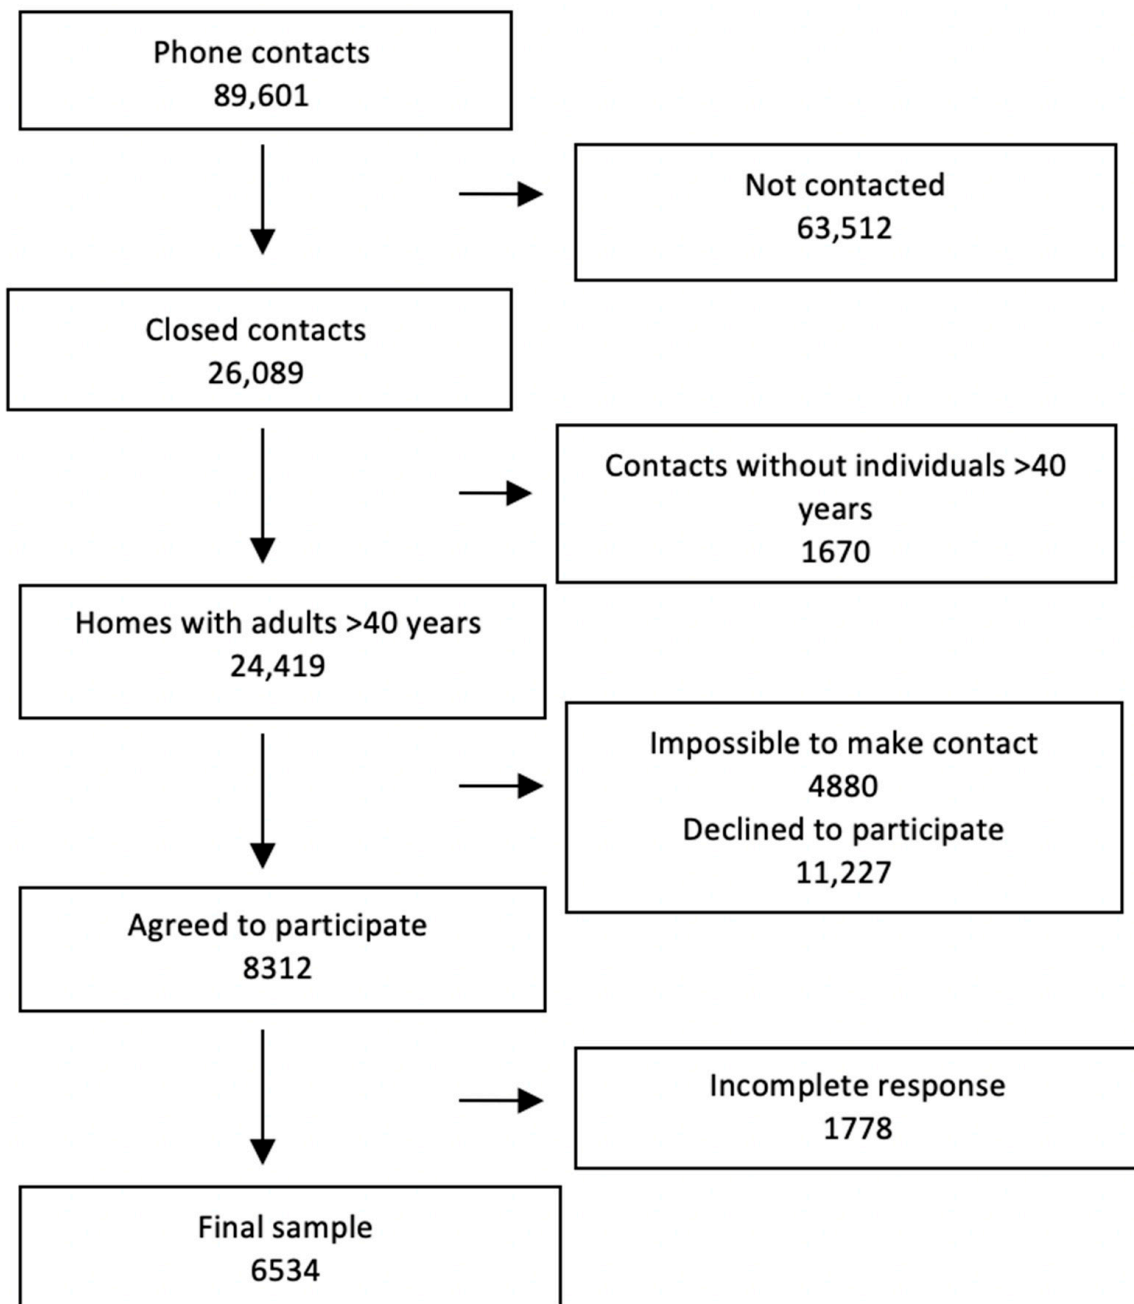 Phone contacts
89,601
Not contacted
63,512
Closed contacts
26,089
Contacts without individuals >40
years
1670
Homes with adults >40 years
24,419
Impossible to make contact
4880
Declined to participate
11,227
Agreed to participate
8312
Incomplete response
1778
Final sample
6534